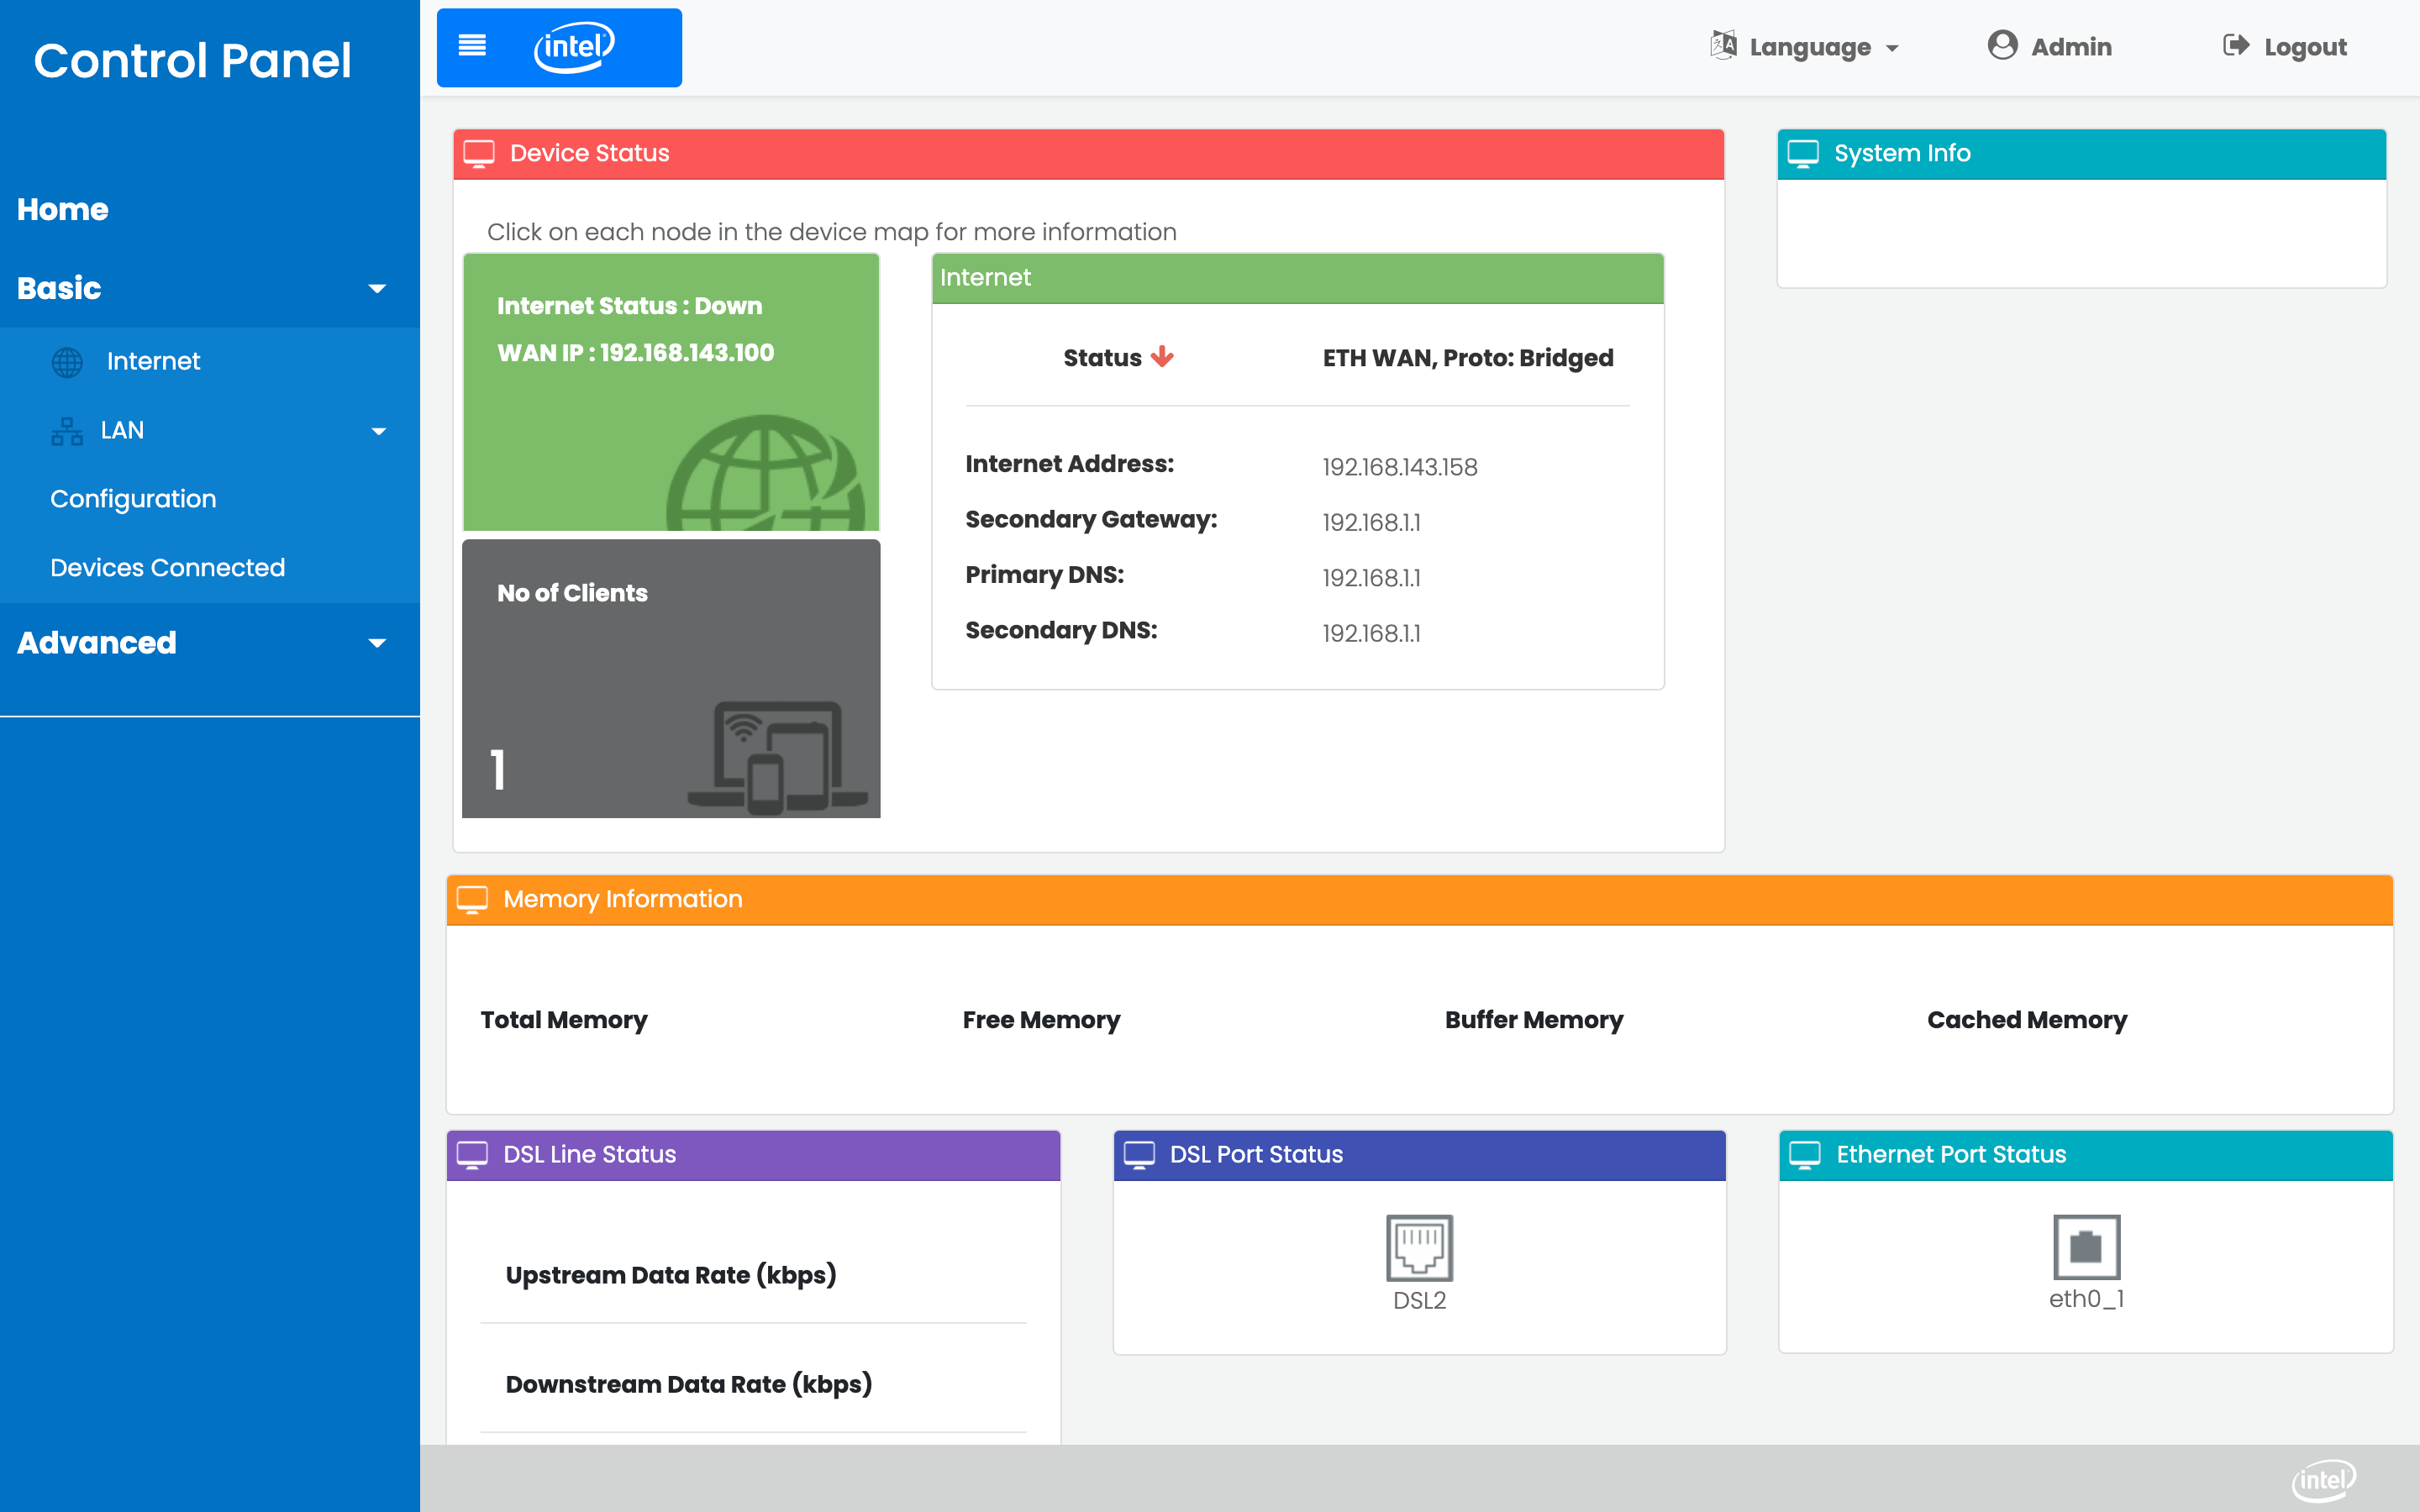 Control Panel
intel
Language
Admin
Logout
Home
Basic
Internet
LAN
Configuration
Devices Connected
Advanced
Device Status
Click on each node in the device map for more information
Internet Status : Down
WAN IP : 192.168.143.100
No of Clients
1
Internet
Status ETH WAN, Proto: Bridged
Internet Address: 192.168.143.158
Secondary Gateway: 192.168.1.1
Primary DNS: 192.168.1.1
Secondary DNS: 192.168.1.1
System Info
Memory Information
Total Memory Free Memory Buffer Memory Cached Memory
DSL Line Status
Upstream Data Rate (kbps)
Downstream Data Rate (kbps)
DSL Port Status
DSL2
Ethernet Port Status
eth0_1
intel